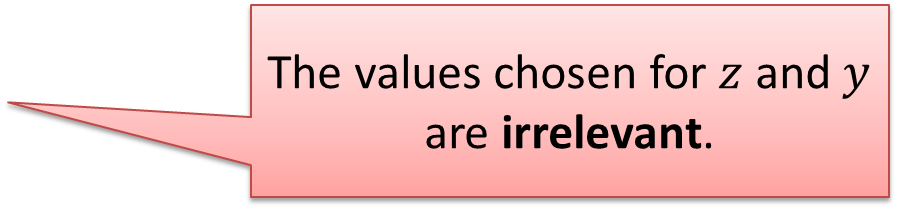 The values chosen for z and y
are irrelevant.